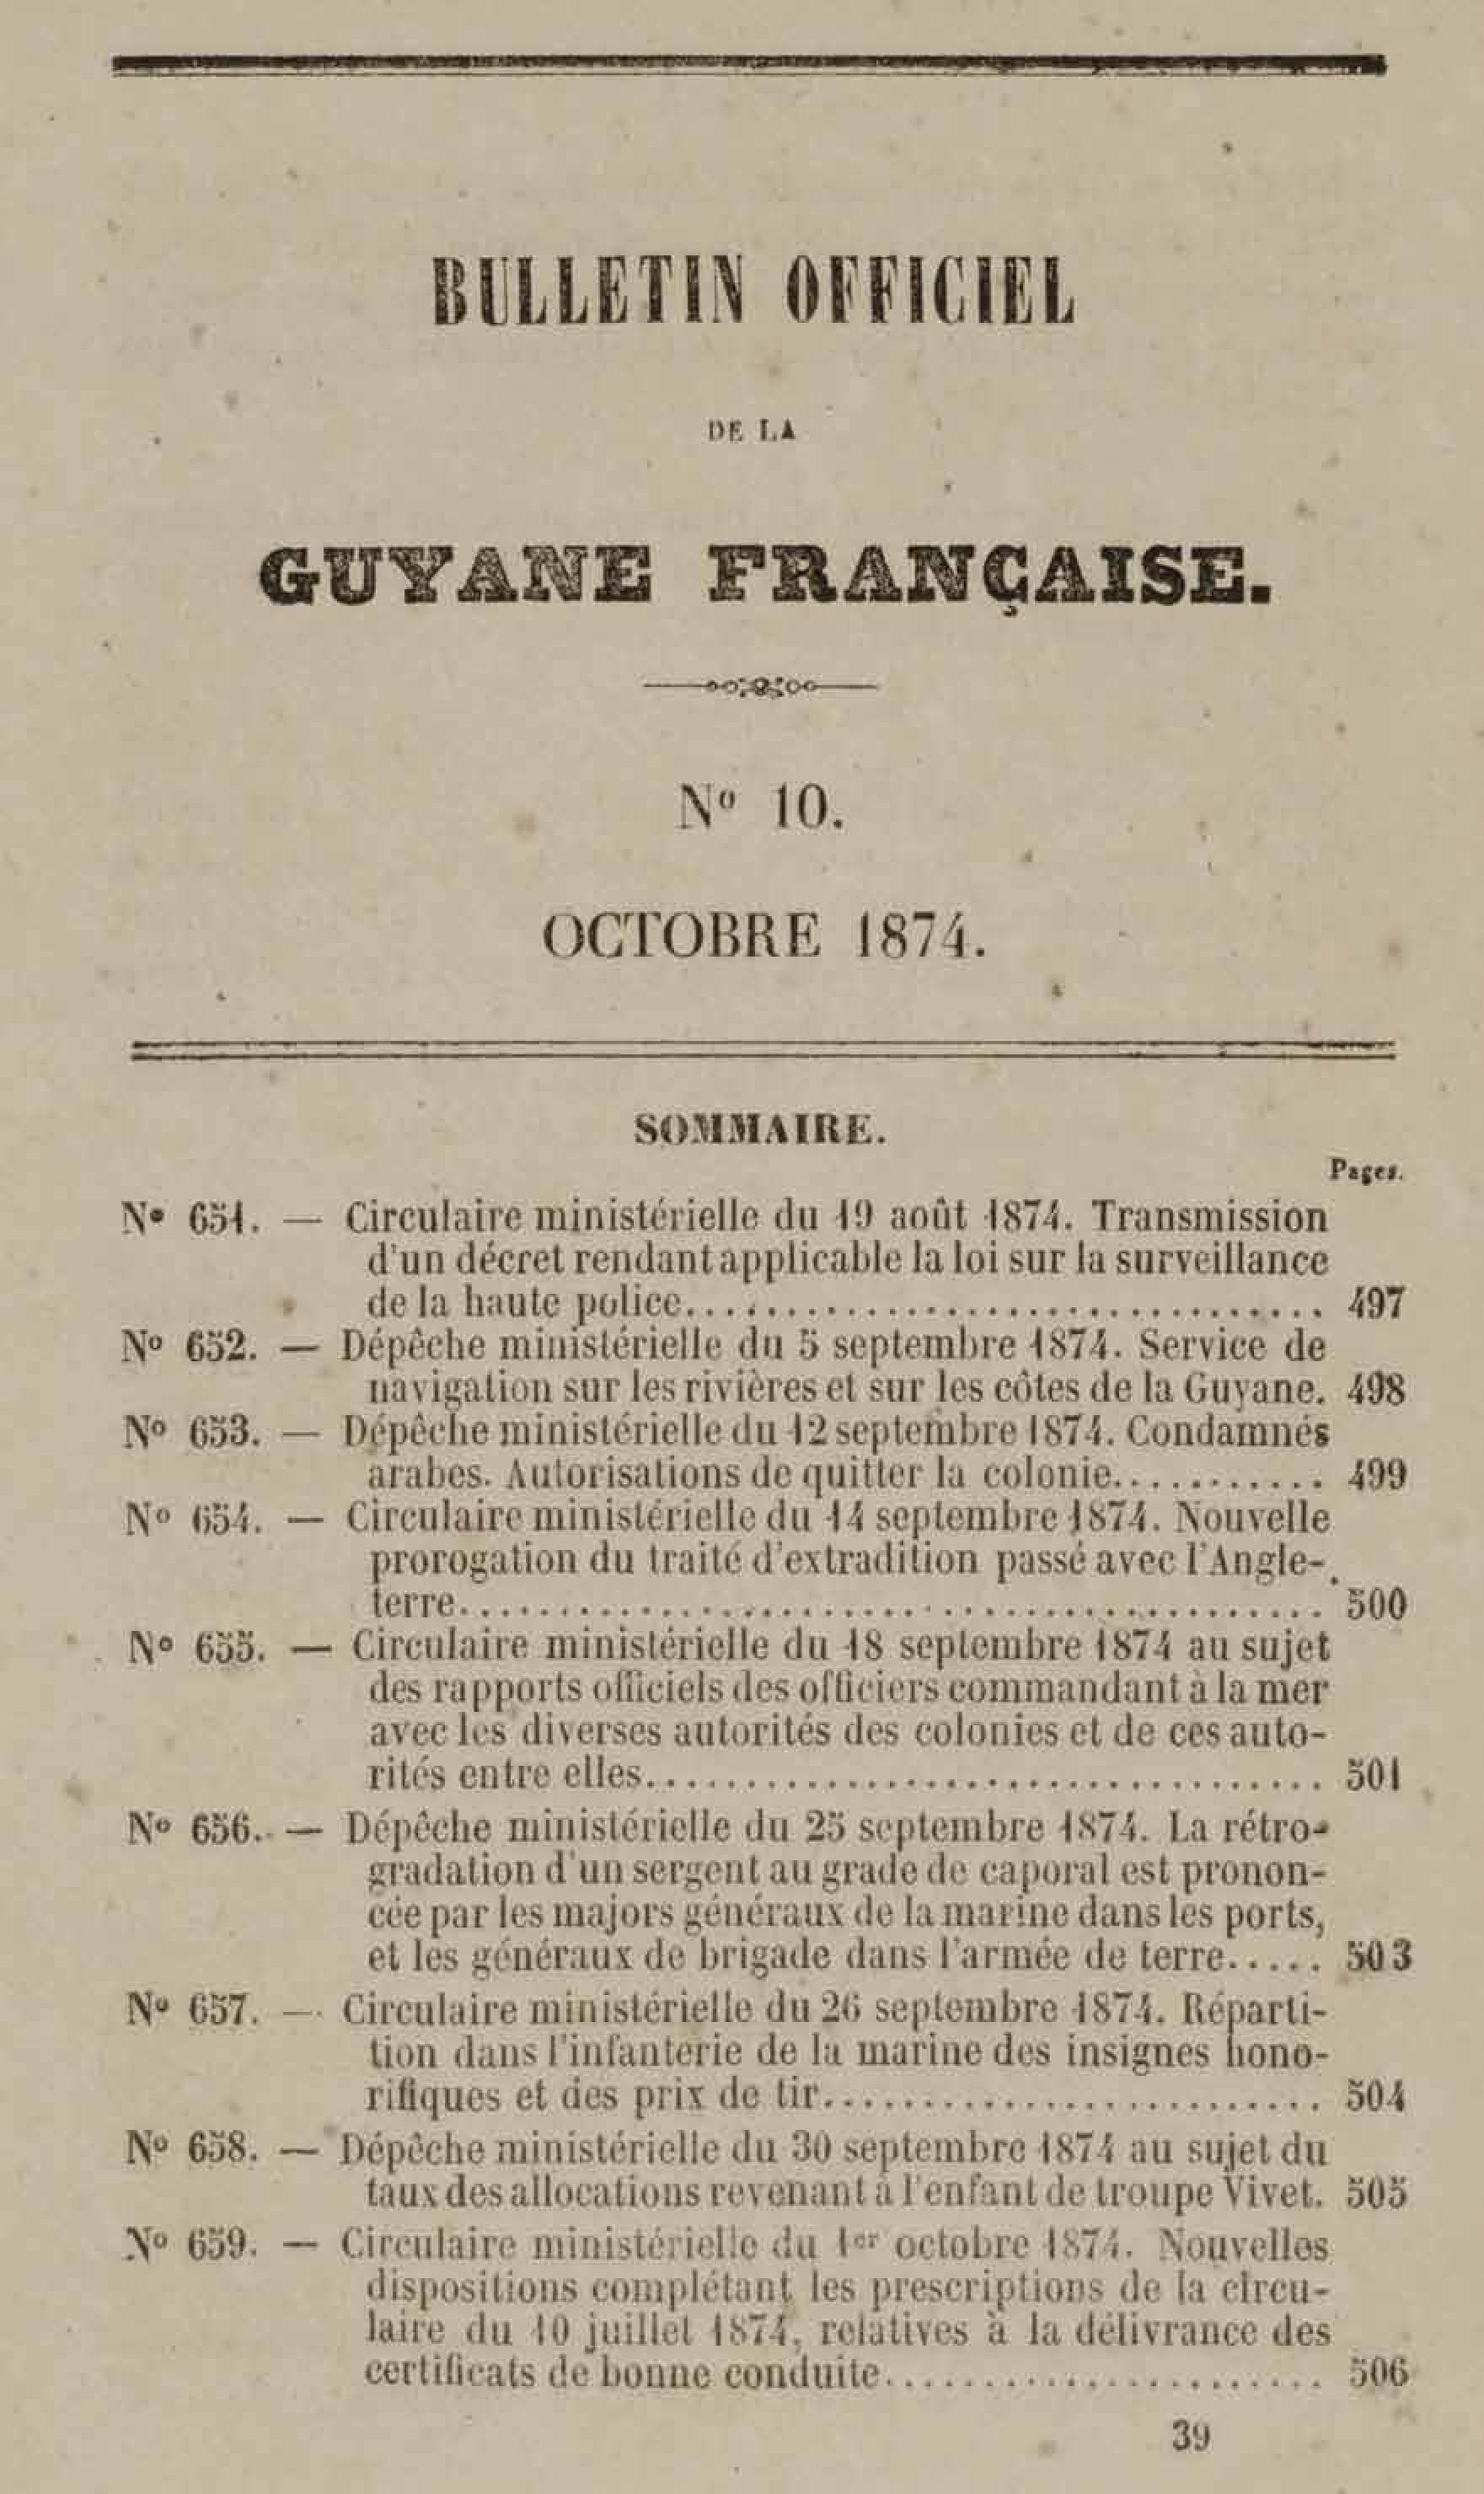 BULLETIN OFFICIEL
DE LA
GUYANE FRANÇAISE.
Nº 10.
OCTOBRE 1874.
SOMMAIRE.
Pages.
Nº 651. — Circulaire ministérielle du 19 août 1874. Transmission
d'un décret rendant applicable la loi sur la surveillance
de la haute police................................ 497
Nº 652. — Dépêche ministérielle du 5 septembre 1874. Service de
navigation sur les rivières et sur les côtes de la Guyane. 498
Nº 653. — Dépêche ministérielle du 12 septembre 1874. Condamnés
arabes. Autorisations de quitter la colonie........... 499
Nº 654. — Circulaire ministérielle du 14 septembre 1874. Nouvelle
prorogation du traité d'extradition passé avec l'Angle-
terre............................................ 500
Nº 655. — Circulaire ministérielle du 18 septembre 1874 au sujet
des rapports officiels des officiers commandant à la mer
avec les diverses autorités des colonies et de ces auto-
rités entre elles.................................. 501
Nº 656. — Dépêche ministérielle du 25 septembre 1874. La rétro-
gradation d'un sergent au grade de caporal est pronon-
cée par les majors généraux de la marine dans les ports,
et les généraux de brigade dans l'armée de terre..... 503
Nº 657. — Circulaire ministérielle du 26 septembre 1874. Réparti-
tion dans l'infanterie de la marine des insignes hono-
rifiques et des prix de tir......................... 504
Nº 658. — Dépêche ministérielle du 30 septembre 1874 au sujet du
taux des allocations revenant à l'enfant de troupe Vivet. 505
Nº 659. — Circulaire ministérielle du 1er octobre 1874. Nouvelles
dispositions complétant les prescriptions de la circu-
laire du 10 juillet 1874, relatives à la délivrance des
certificats de bonne conduite...................... 506
39